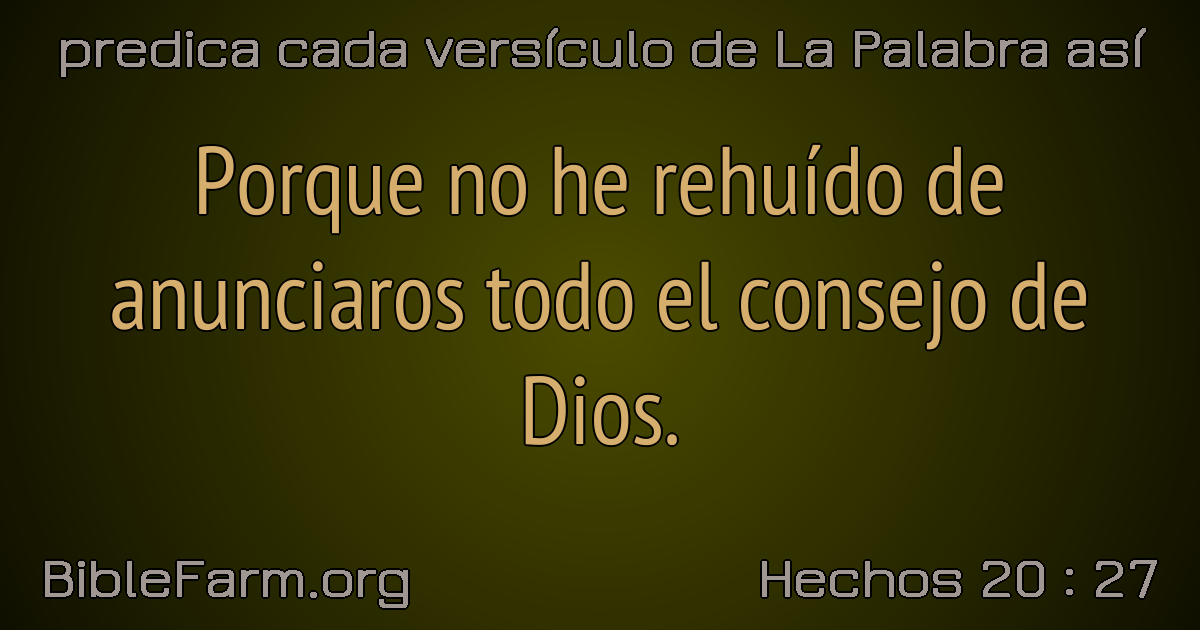 predica cada versículo de La Palabra así
Porque no he rehuído de
anunciaros todo el consejo de
Dios.
BibleFarm.org
Hechos 20 : 27